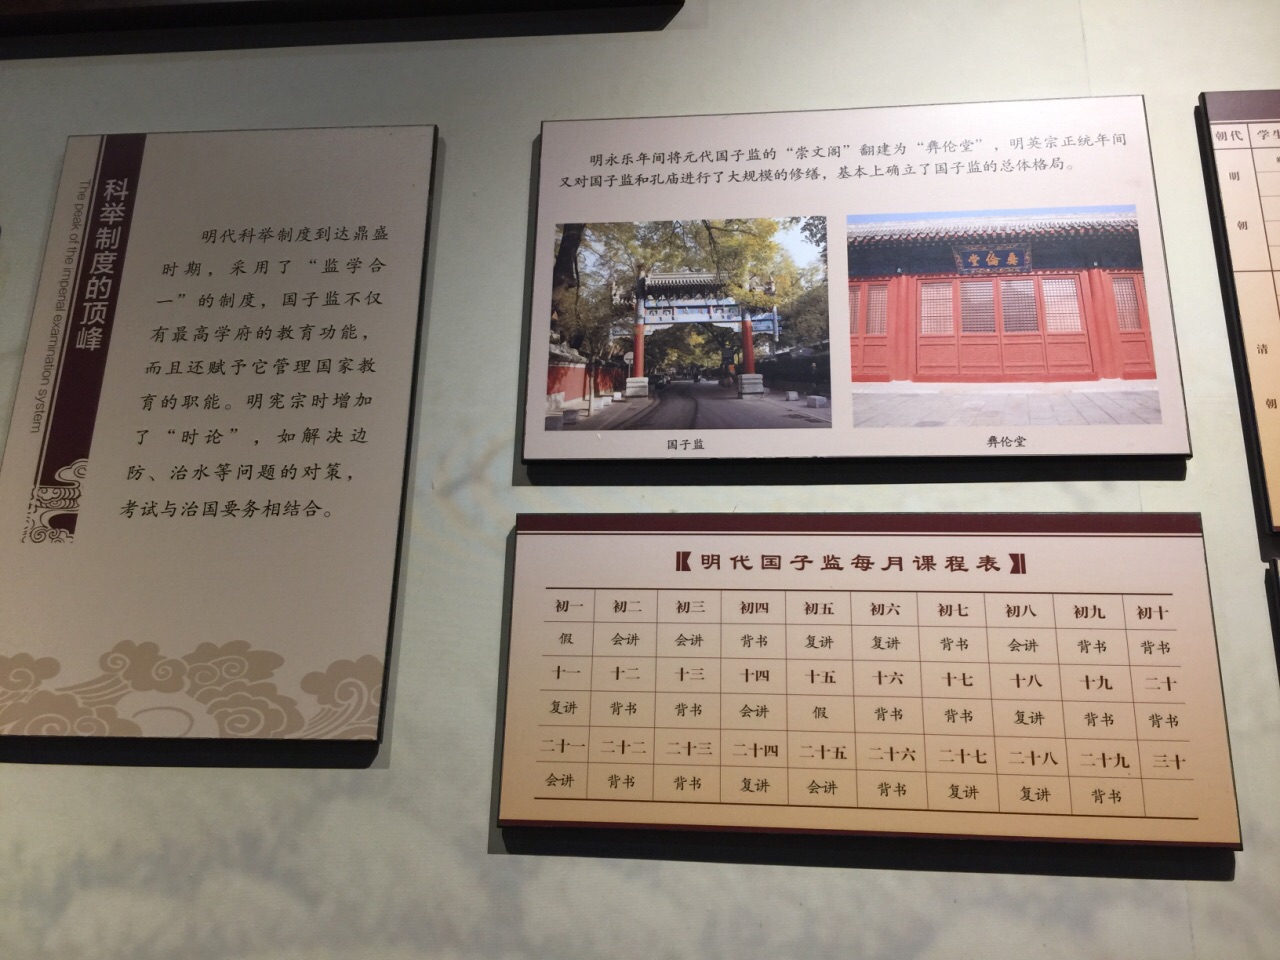 科举制度的顶峰
The peak of the imperial examination system
明代科举制度到达鼎盛
时期，采用了“监学合
一”的制度，国子监不仅
有最高学府的教育功能，
而且还赋予它管理国家教
育的职能。明宪宗时增加
了“时论”，如解决边
防、治水等问题的对策，
考试与治国要务相结合。
明永乐年间将元代国子监的“崇文阁”翻建为“彝伦堂”，明英宗正统年间
又对国子监和孔庙进行了大规模的修缮，基本上确立了国子监的总体格局。
堂倫彝
国子监
彝伦堂
【明代国子监每月课程表】
初一 初二 初三 初四 初五 初六 初七 初八 初九 初十
假 会讲 会讲 背书 复讲 复讲 背书 会讲 背书 背书
十一 十二 十三 十四 十五 十六 十七 十八 十九 二十
复讲 背书 背书 会讲 假 背书 背书 复讲 背书 背书
二十一 二十二 二十三 二十四 二十五 二十六 二十七 二十八 二十九 三十
会讲 背书 背书 复讲 会讲 背书 复讲 复讲 背书
朝代 学生
明
朝
清
朝